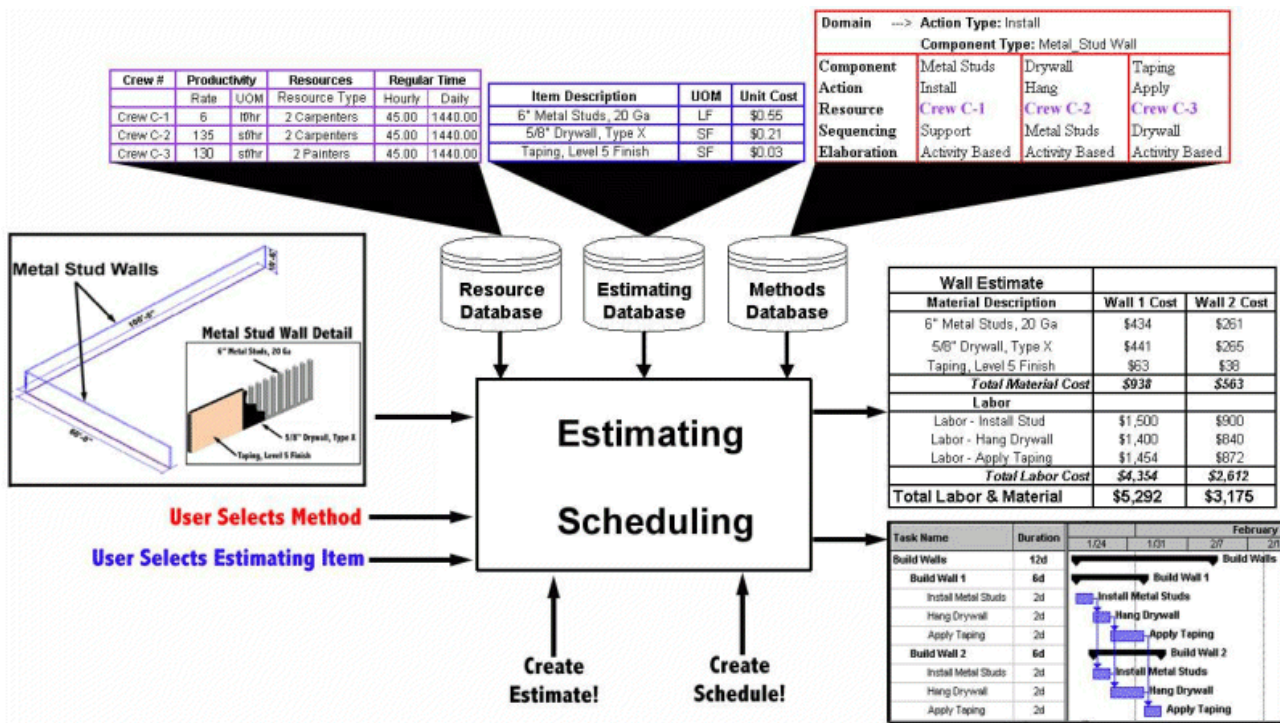 Domain ---> Action Type: Install
Component Type: Metal_Stud Wall
Component Metal Studs Drywall Taping
Action Install Hang Apply
Resource Crew C-1 Crew C-2 Crew C-3
Sequencing Support Metal Studs Drywall
Elaboration Activity Based Activity Based Activity Based
Crew # Productivity Resources Regular Time
Rate UOM Resource Type Hourly Daily
Crew C-1 6 lf/hr 2 Carpenters 45.00 1440.00
Crew C-2 135 sf/hr 2 Carpenters 45.00 1440.00
Crew C-3 130 sf/hr 2 Painters 45.00 1440.00
Item Description UOM Unit Cost
6" Metal Studs, 20 Ga LF $0.55
5/8" Drywall, Type X SF $0.21
Taping, Level 5 Finish SF $0.03
Resource
Database
Estimating
Database
Methods
Database
Metal Stud Walls
100'-0"
60'-0"
Metal Stud Wall Detail
6" Metal Studs, 20 Ga
5/8" Drywall, Type X
Taping, Level 5 Finish
User Selects Method
User Selects Estimating Item
Estimating
Scheduling
Create
Estimate!
Create
Schedule!
Wall Estimate
Material Description Wall 1 Cost Wall 2 Cost
6" Metal Studs, 20 Ga $434 $261
5/8" Drywall, Type X $441 $265
Taping, Level 5 Finish $63 $38
Total Material Cost $938 $563
Labor
Labor - Install Stud $1,500 $900
Labor - Hang Drywall $1,400 $840
Labor - Apply Taping $1,454 $872
Total Labor Cost $4,354 $2,612
Total Labor & Material $5,292 $3,175
Task Name Duration February
1/24 1/31 2/7 2/1
Build Walls 12d Build Walls
Build Wall 1 6d Build Wall 1
Install Metal Studs 2d Install Metal Studs
Hang Drywall 2d Hang Drywall
Apply Taping 2d Apply Taping
Build Wall 2 6d Build Wall 2
Install Metal Studs 2d Install Metal Studs
Hang Drywall 2d Hang Drywall
Apply Taping 2d Apply Taping